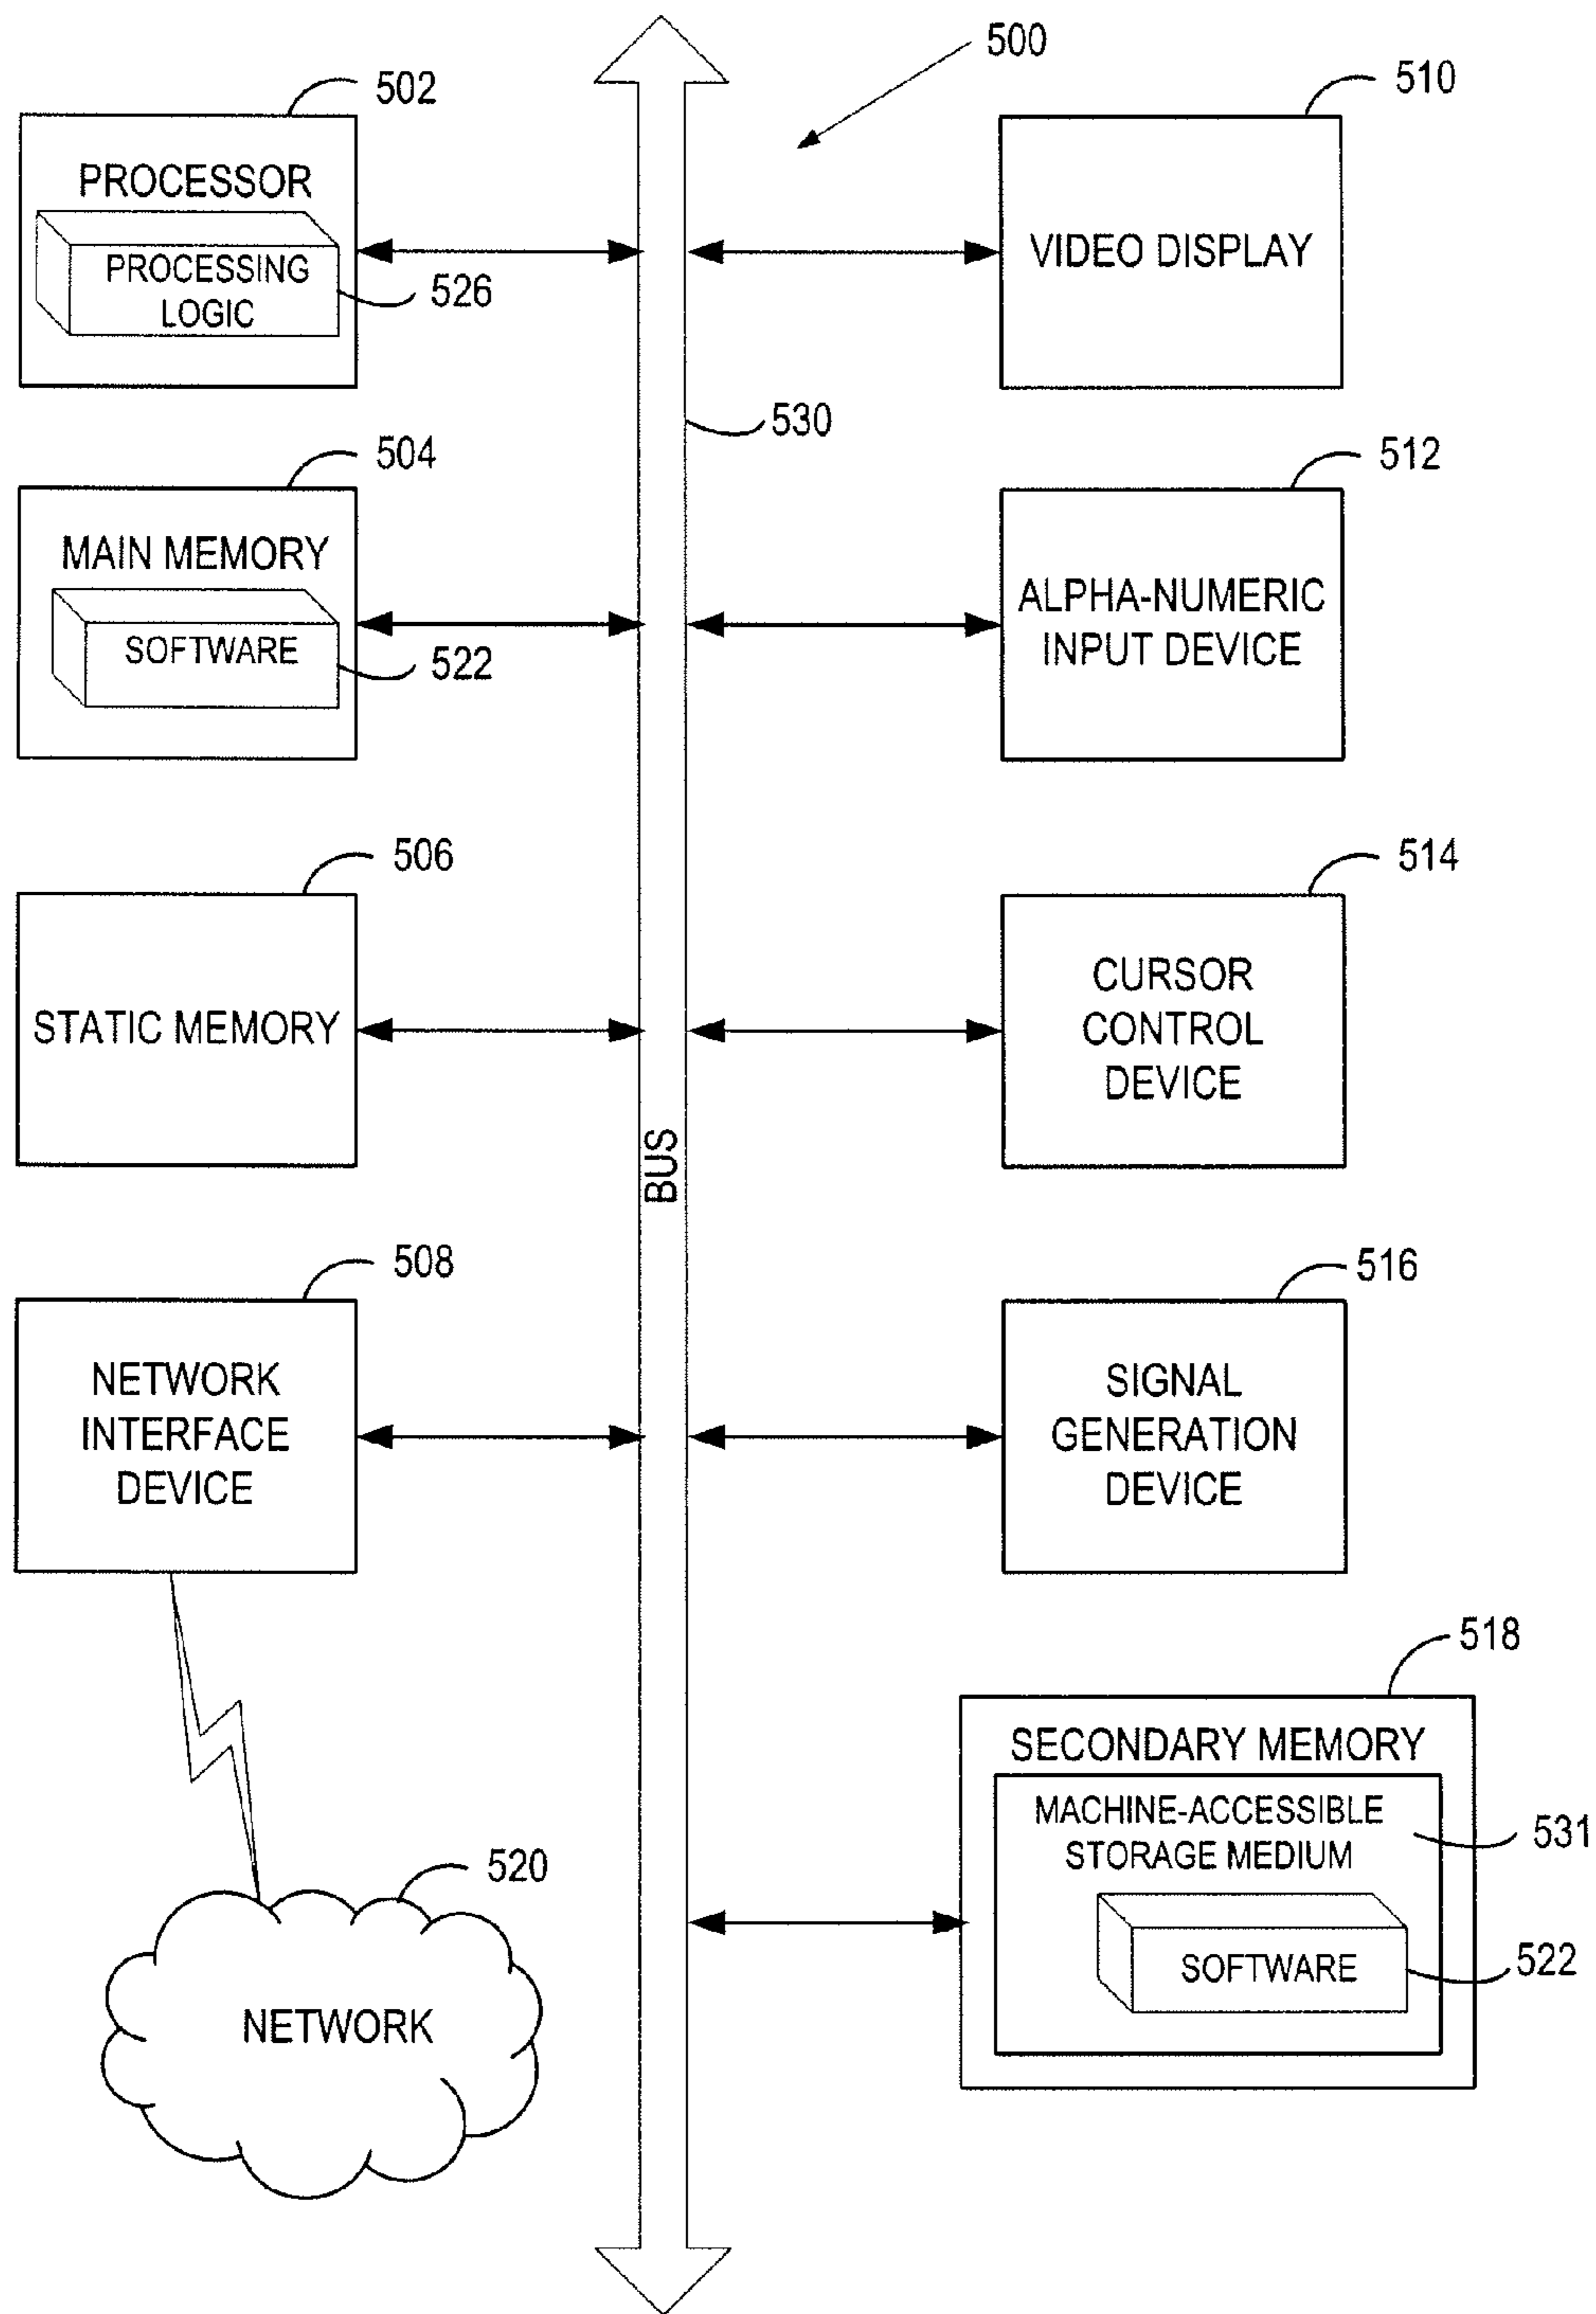 500
502
510
PROCESSOR
PROCESSING
LOGIC
526
VIDEO DISPLAY
530
504
512
MAIN MEMORY
SOFTWARE
522
ALPHA-NUMERIC
INPUT DEVICE
506
514
STATIC MEMORY
CURSOR
CONTROL
DEVICE
BUS
508
516
NETWORK
INTERFACE
DEVICE
SIGNAL
GENERATION
DEVICE
518
SECONDARY MEMORY
MACHINE-ACCESSIBLE
STORAGE MEDIUM
531
SOFTWARE
522
520
NETWORK